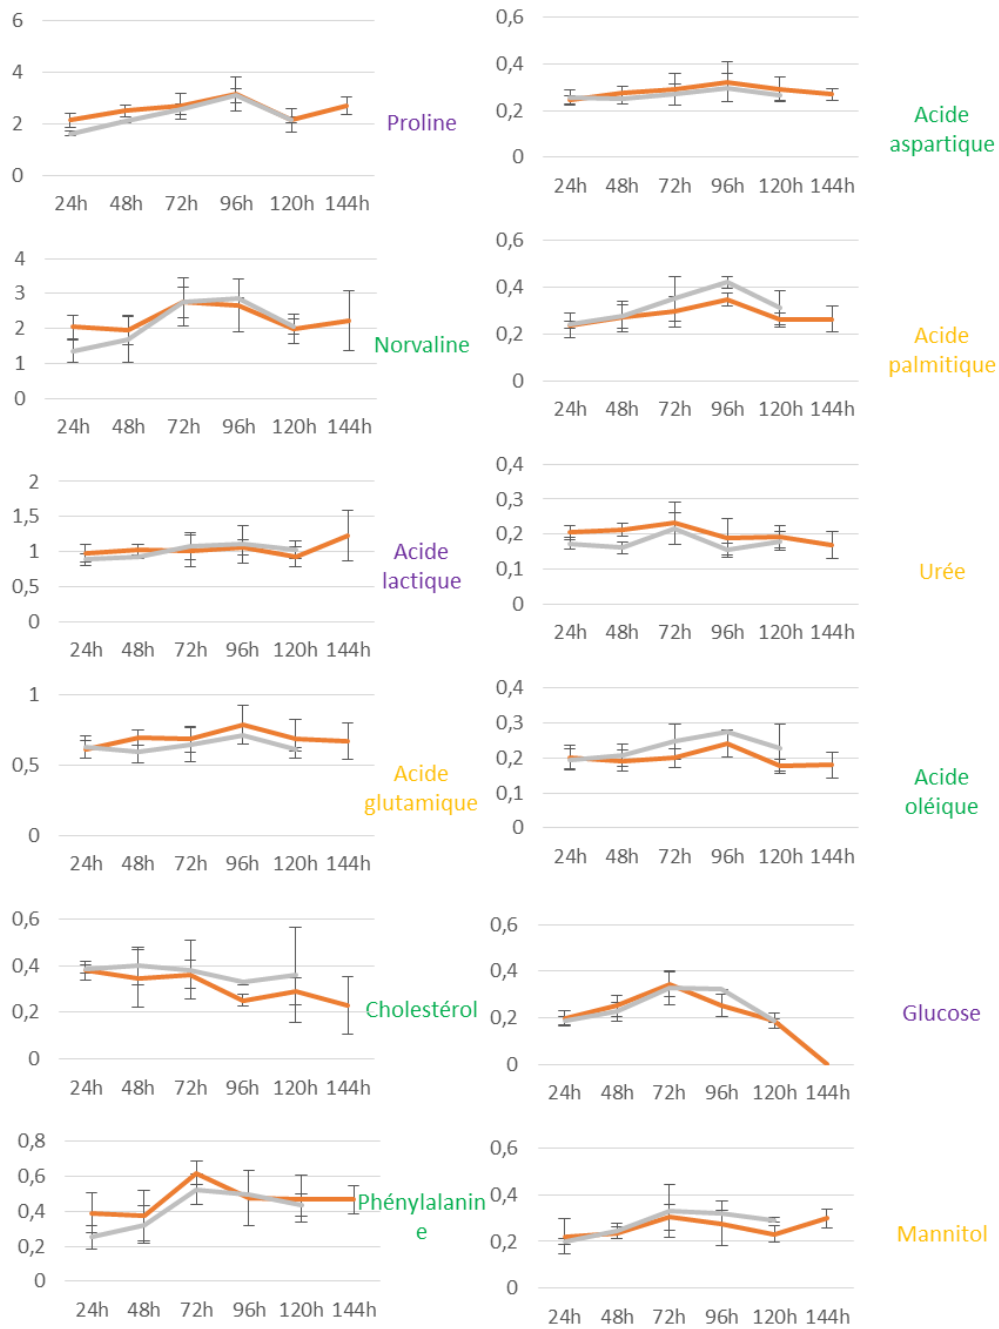 6
4
2
0
24h 48h 72h 96h 120h 144h
Proline
0,6
0,4
0,2
0
24h 48h 72h 96h 120h 144h
Acide
aspartique
4
3
2
1
0
24h 48h 72h 96h 120h 144h
Norvaline
0,6
0,4
0,2
0
24h 48h 72h 96h 120h 144h
Acide
palmitique
2
1,5
1
0,5
0
24h 48h 72h 96h 120h 144h
Acide
lactique
0,4
0,3
0,2
0,1
0
24h 48h 72h 96h 120h 144h
Urée
1
0,5
0
24h 48h 72h 96h 120h 144h
Acide
glutamique
0,4
0,3
0,2
0,1
0
24h 48h 72h 96h 120h 144h
Acide
oléique
0,6
0,4
0,2
0
24h 48h 72h 96h 120h 144h
Cholestérol
0,6
0,4
0,2
0
24h 48h 72h 96h 120h 144h
Glucose
0,8
0,6
0,4
0,2
0
24h 48h 72h 96h 120h 144h
Phénylalanin
e
0,6
0,4
0,2
0
24h 48h 72h 96h 120h 144h
Mannitol